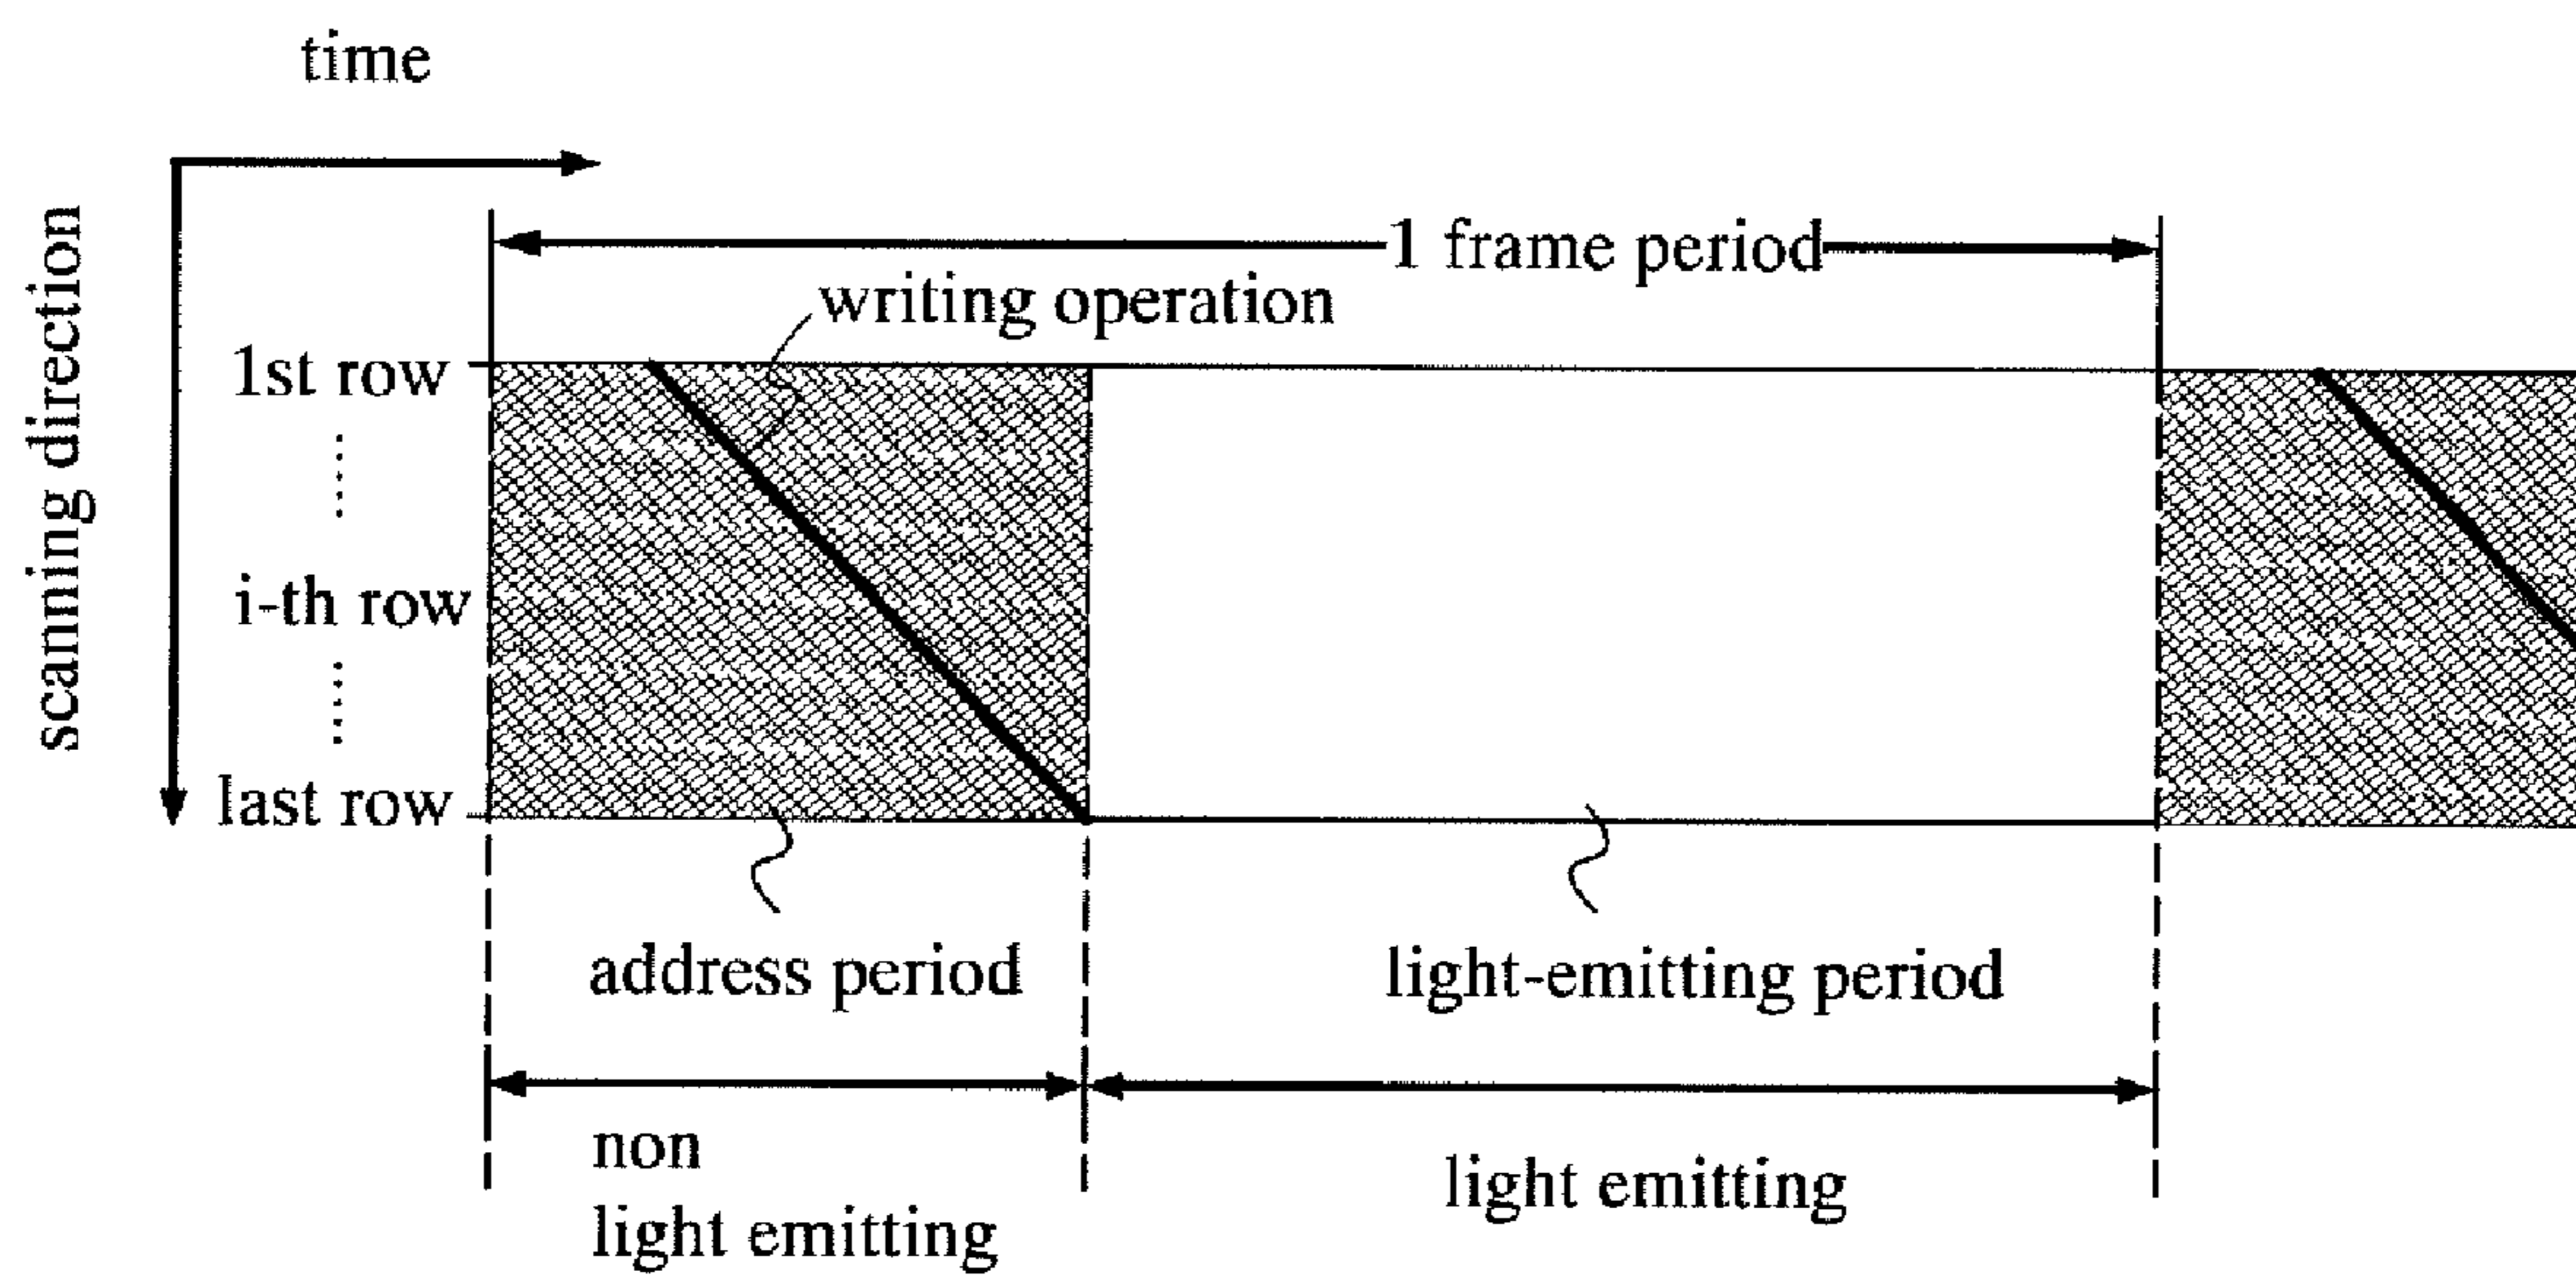 time
scanning direction
1 frame period
writing operation
1st row
i-th row
last row
address period
light-emitting period
non
light emitting
light emitting